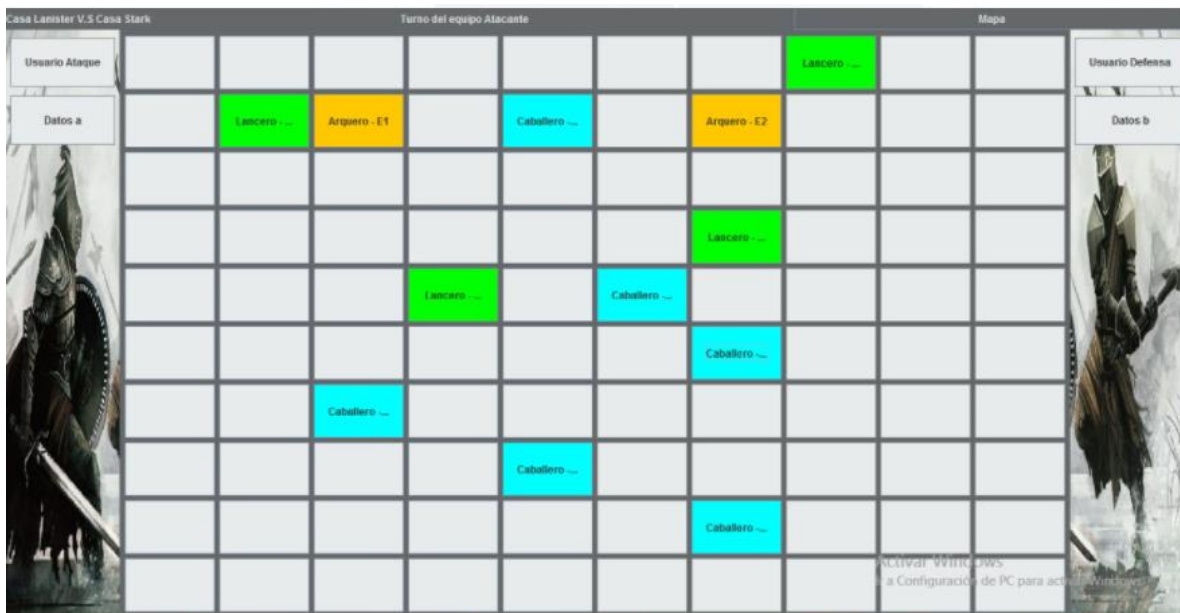 Casa Lanister V.S Casa Stark
Turno del equipo Atacante
Mapa
Usuario Ataque
Lancero -...
Usuario Defensa
Datos a
Lancero -...
Arquero - E1
Caballero -...
Arquero - E2
Datos b
Lancero -...
Lancero -...
Caballero -...
Caballero -...
Caballero -...
Caballero -...
Caballero -...
Activar Windows
Ir a Configuración de PC para activar Windows.